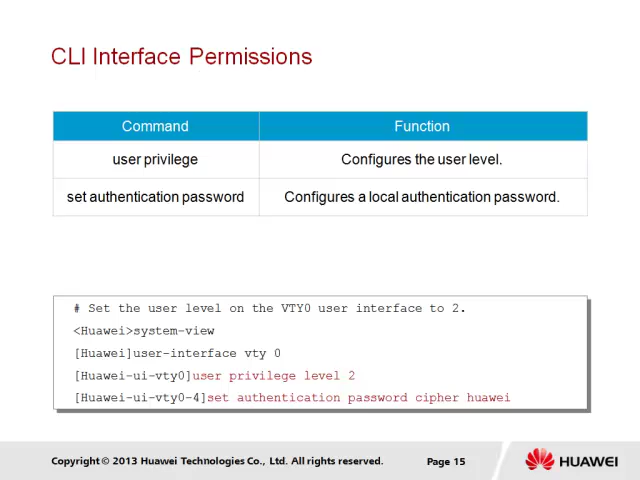 CLI Interface Permissions
Command Function
user privilege Configures the user level.
set authentication password Configures a local authentication password.
# Set the user level on the VTY0 user interface to 2.
<Huawei>system-view
[Huawei]user-interface vty 0
[Huawei-ui-vty0]user privilege level 2
[Huawei-ui-vty0-4]set authentication password cipher huawei
Copyright © 2013 Huawei Technologies Co., Ltd. All rights reserved. Page 15 HUAWEI